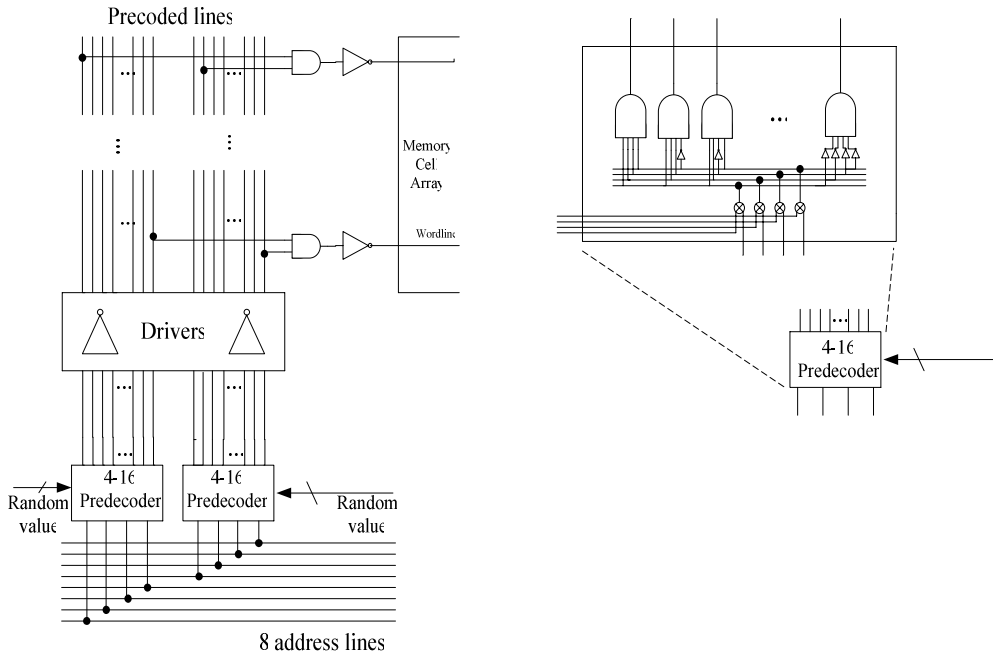 Precoded lines
...
...
Memory
Cell
Array
...
...
Wordline
Drivers
...
...
...
...
4-16
Predecoder
4-16
Predecoder
Random
value
Random
value
8 address lines
...
...
4-16
Predecoder